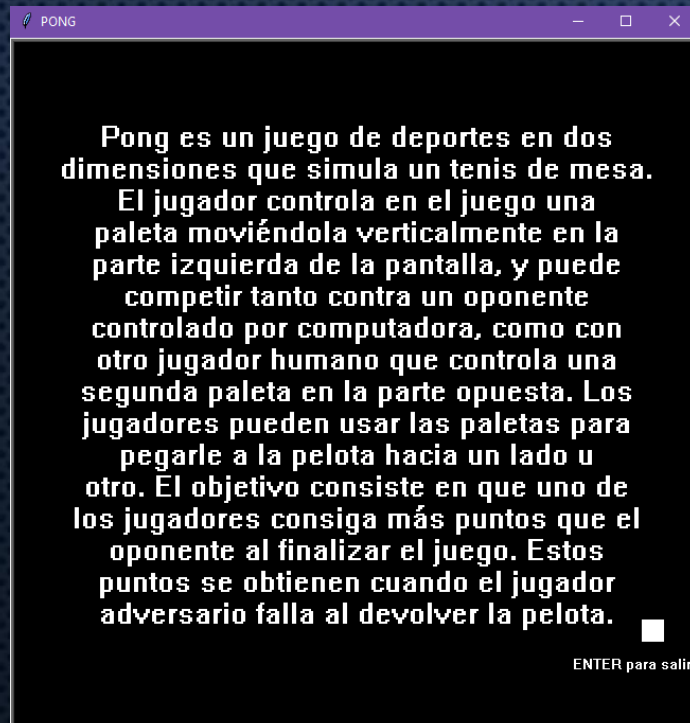 PONG
Pong es un juego de deportes en dos
dimensiones que simula un tenis de mesa.
El jugador controla en el juego una
paleta moviéndola verticalmente en la
parte izquierda de la pantalla, y puede
competir tanto contra un oponente
controlado por computadora, como con
otro jugador humano que controla una
segunda paleta en la parte opuesta. Los
jugadores pueden usar las paletas para
pegarle a la pelota hacia un lado u
otro. El objetivo consiste en que uno de
los jugadores consiga más puntos que el
oponente al finalizar el juego. Estos
puntos se obtienen cuando el jugador
adversario falla al devolver la pelota.
ENTER para salir